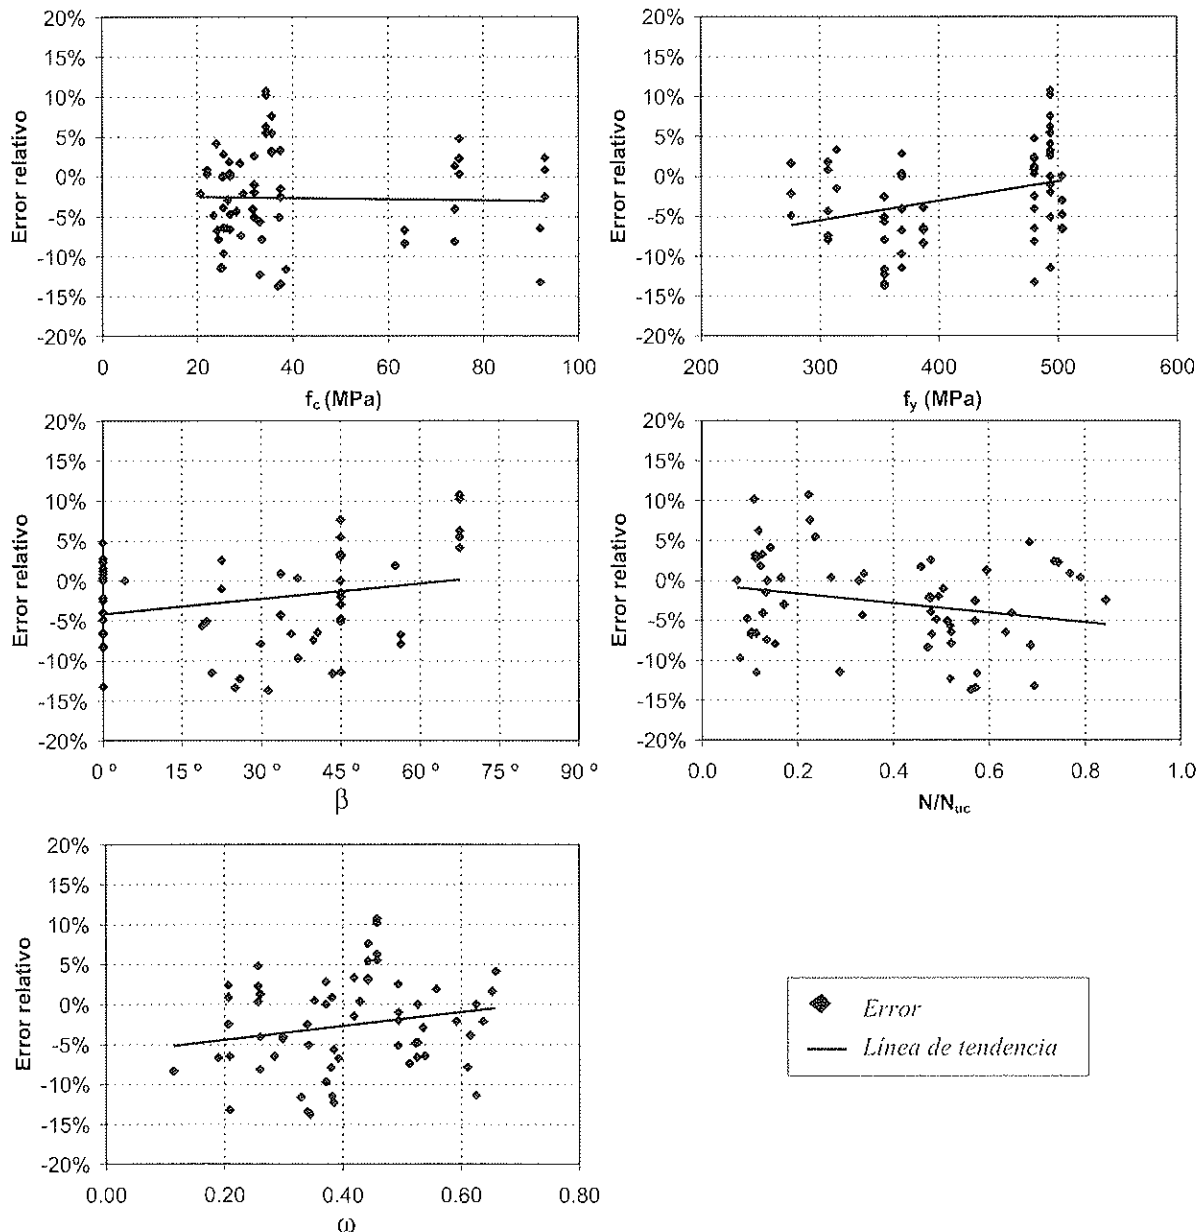 20%
15%
10%
5%
0%
-5%
-10%
-15%
-20%
Error relativo
0 20 40 60 80 100
f_c (MPa)
20%
15%
10%
5%
0%
-5%
-10%
-15%
-20%
Error relativo
200 300 400 500 600
f_y (MPa)
20%
15%
10%
5%
0%
-5%
-10%
-15%
-20%
Error relativo
0 º 15 º 30 º 45 º 60 º 75 º 90 º
β
20%
15%
10%
5%
0%
-5%
-10%
-15%
-20%
Error relativo
0.0 0.2 0.4 0.6 0.8 1.0
N/N_uc
20%
15%
10%
5%
0%
-5%
-10%
-15%
-20%
Error relativo
0.00 0.20 0.40 0.60 0.80
ω
Error
Línea de tendencia